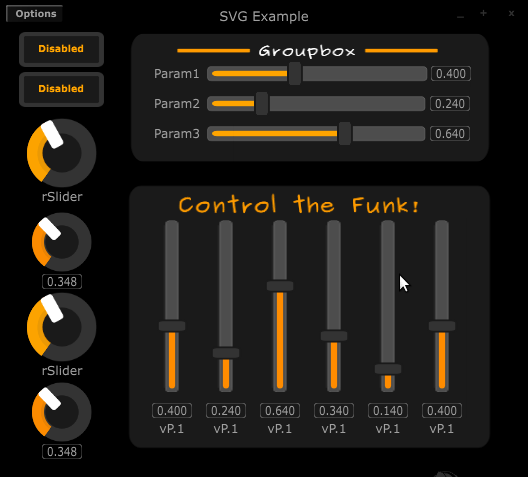 Options
SVG Example
Disabled
Disabled
rSlider
0.348
rSlider
0.348
Groupbox
Param1 0.400
Param2 0.240
Param3 0.640
Control the Funk!
0.400 0.240 0.640 0.340 0.140 0.400
vP.1 vP.1 vP.1 vP.1 vP.1 vP.1